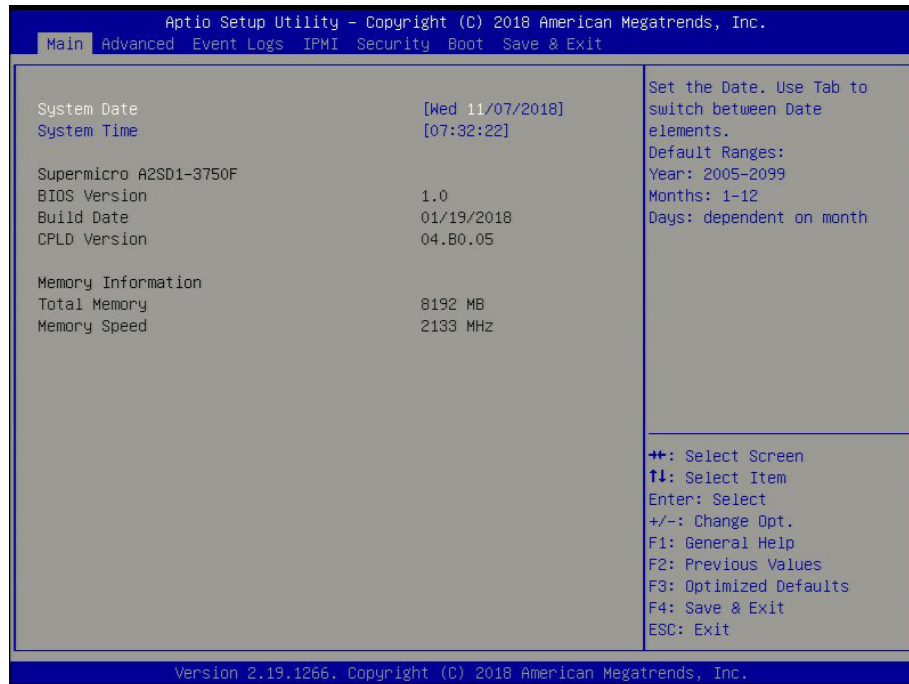 Aptio Setup Utility – Copyright (C) 2018 American Megatrends, Inc.
Main Advanced Event Logs IPMI Security Boot Save & Exit
System Date [Wed 11/07/2018]
System Time [07:32:22]
Supermicro A2SD1-3750F
BIOS Version 1.0
Build Date 01/19/2018
CPLD Version 04.B0.05
Memory Information
Total Memory 8192 MB
Memory Speed 2133 MHz
Set the Date. Use Tab to
switch between Date
elements.
Default Ranges:
Year: 2005-2099
Months: 1-12
Days: dependent on month
→←: Select Screen
↑↓: Select Item
Enter: Select
+/-: Change Opt.
F1: General Help
F2: Previous Values
F3: Optimized Defaults
F4: Save & Exit
ESC: Exit
Version 2.19.1266. Copyright (C) 2018 American Megatrends, Inc.